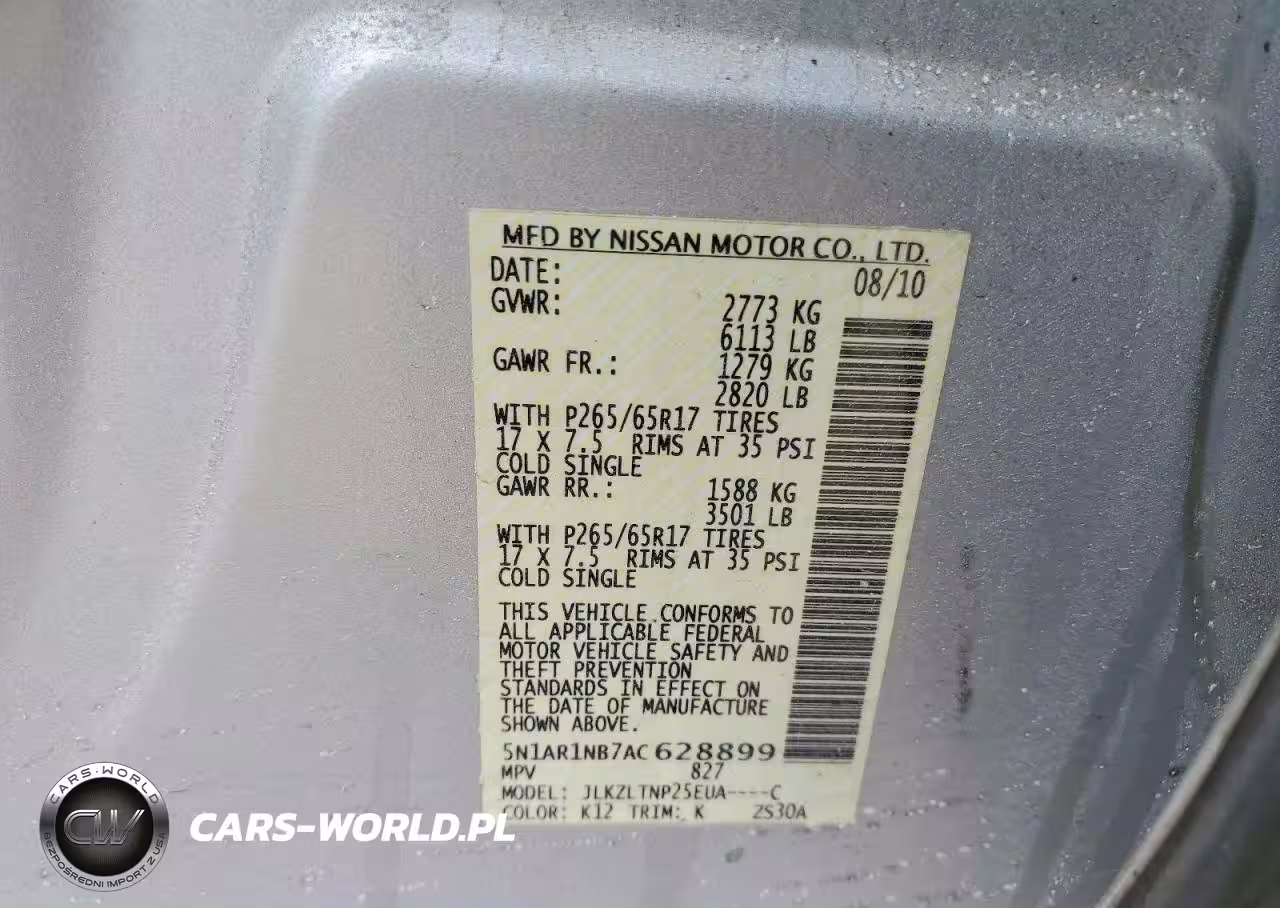 MFD BY NISSAN MOTOR CO., LTD.
DATE: 08/10
GVWR: 2773 KG
6113 LB
GAWR FR.: 1279 KG
2820 LB
WITH P265/65R17 TIRES
17 X 7.5 RIMS AT 35 PSI
COLD SINGLE
GAWR RR.: 1588 KG
3501 LB
WITH P265/65R17 TIRES
17 X 7.5 RIMS AT 35 PSI
COLD SINGLE
THIS VEHICLE CONFORMS TO
ALL APPLICABLE FEDERAL
MOTOR VEHICLE SAFETY AND
THEFT PREVENTION
STANDARDS IN EFFECT ON
THE DATE OF MANUFACTURE
SHOWN ABOVE.
5N1AR1NB7AC628899
MPV 827
MODEL: JLKZLTNP25EUA----C
COLOR: K12 TRIM: K ZS30A
CARS-WORLD
CW
BEZPOŚREDNI IMPORT Z USA
CARS-WORLD.PL